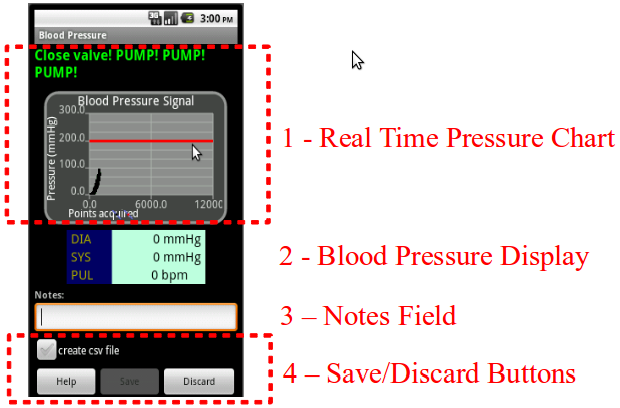 3G
3:00 PM
Blood Pressure
Close valve! PUMP! PUMP!
PUMP!
Blood Pressure Signal
Pressure (mmHg)
300.0
200.0
100.0
0.0
0.0 6000.0 12000
Points acquired
DIA 0 mmHg
SYS 0 mmHg
PUL 0 bpm
Notes:
create csv file
Help Save Discard
1 - Real Time Pressure Chart
2 - Blood Pressure Display
3 – Notes Field
4 – Save/Discard Buttons